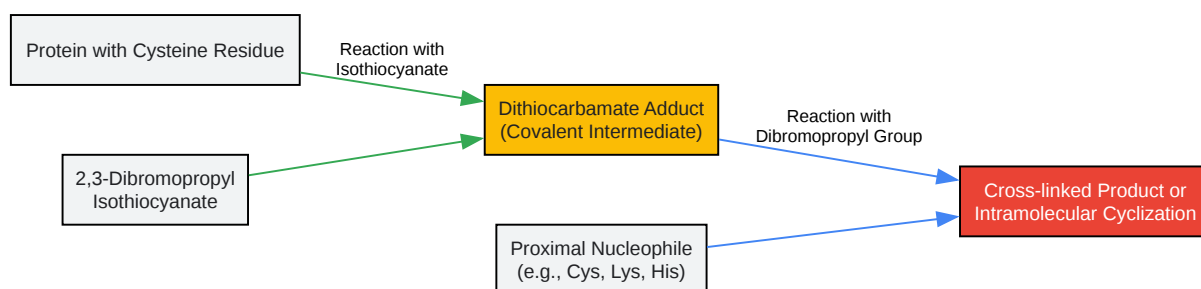 Protein with Cysteine Residue
Reaction with
Isothiocyanate
2,3-Dibromopropyl
Isothiocyanate
Dithiocarbamate Adduct
(Covalent Intermediate)
Reaction with
Dibromopropyl Group
Proximal Nucleophile
(e.g., Cys, Lys, His)
Cross-linked Product or
Intramolecular Cyclization